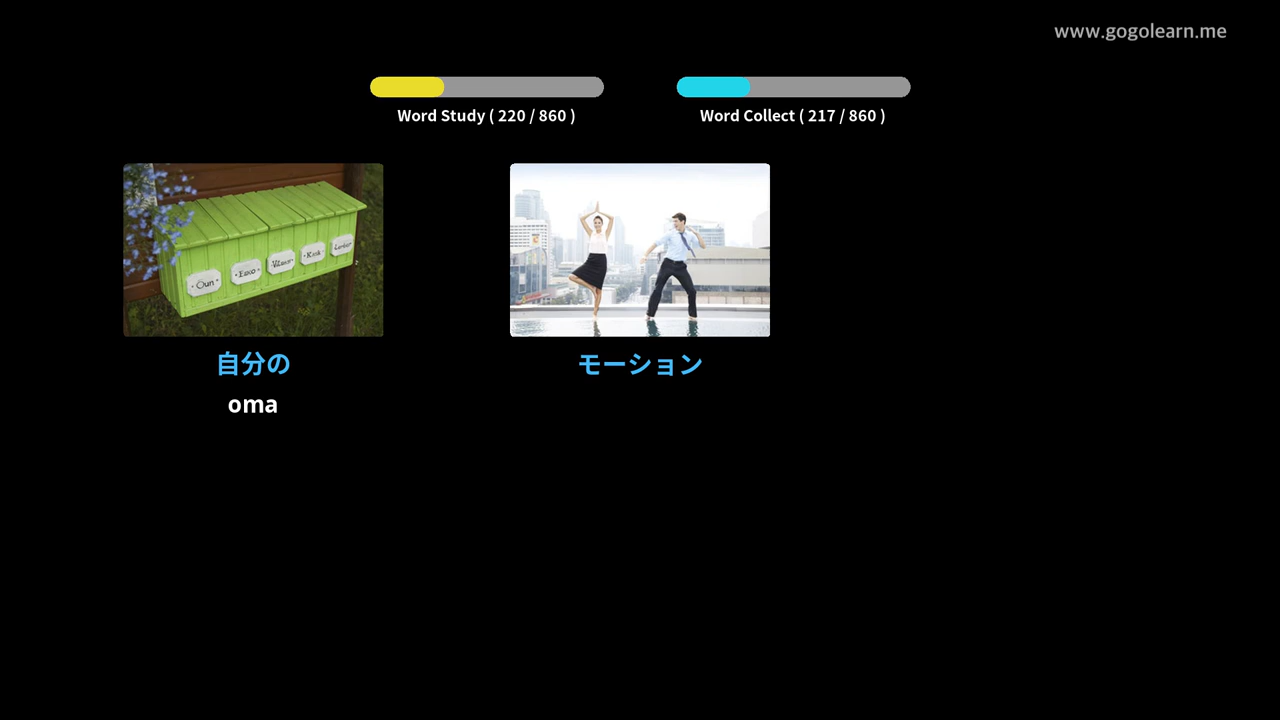 www.gogolearn.me
Word Study ( 220 / 860 )
Word Collect ( 217 / 860 )
自分の
oma
モーション